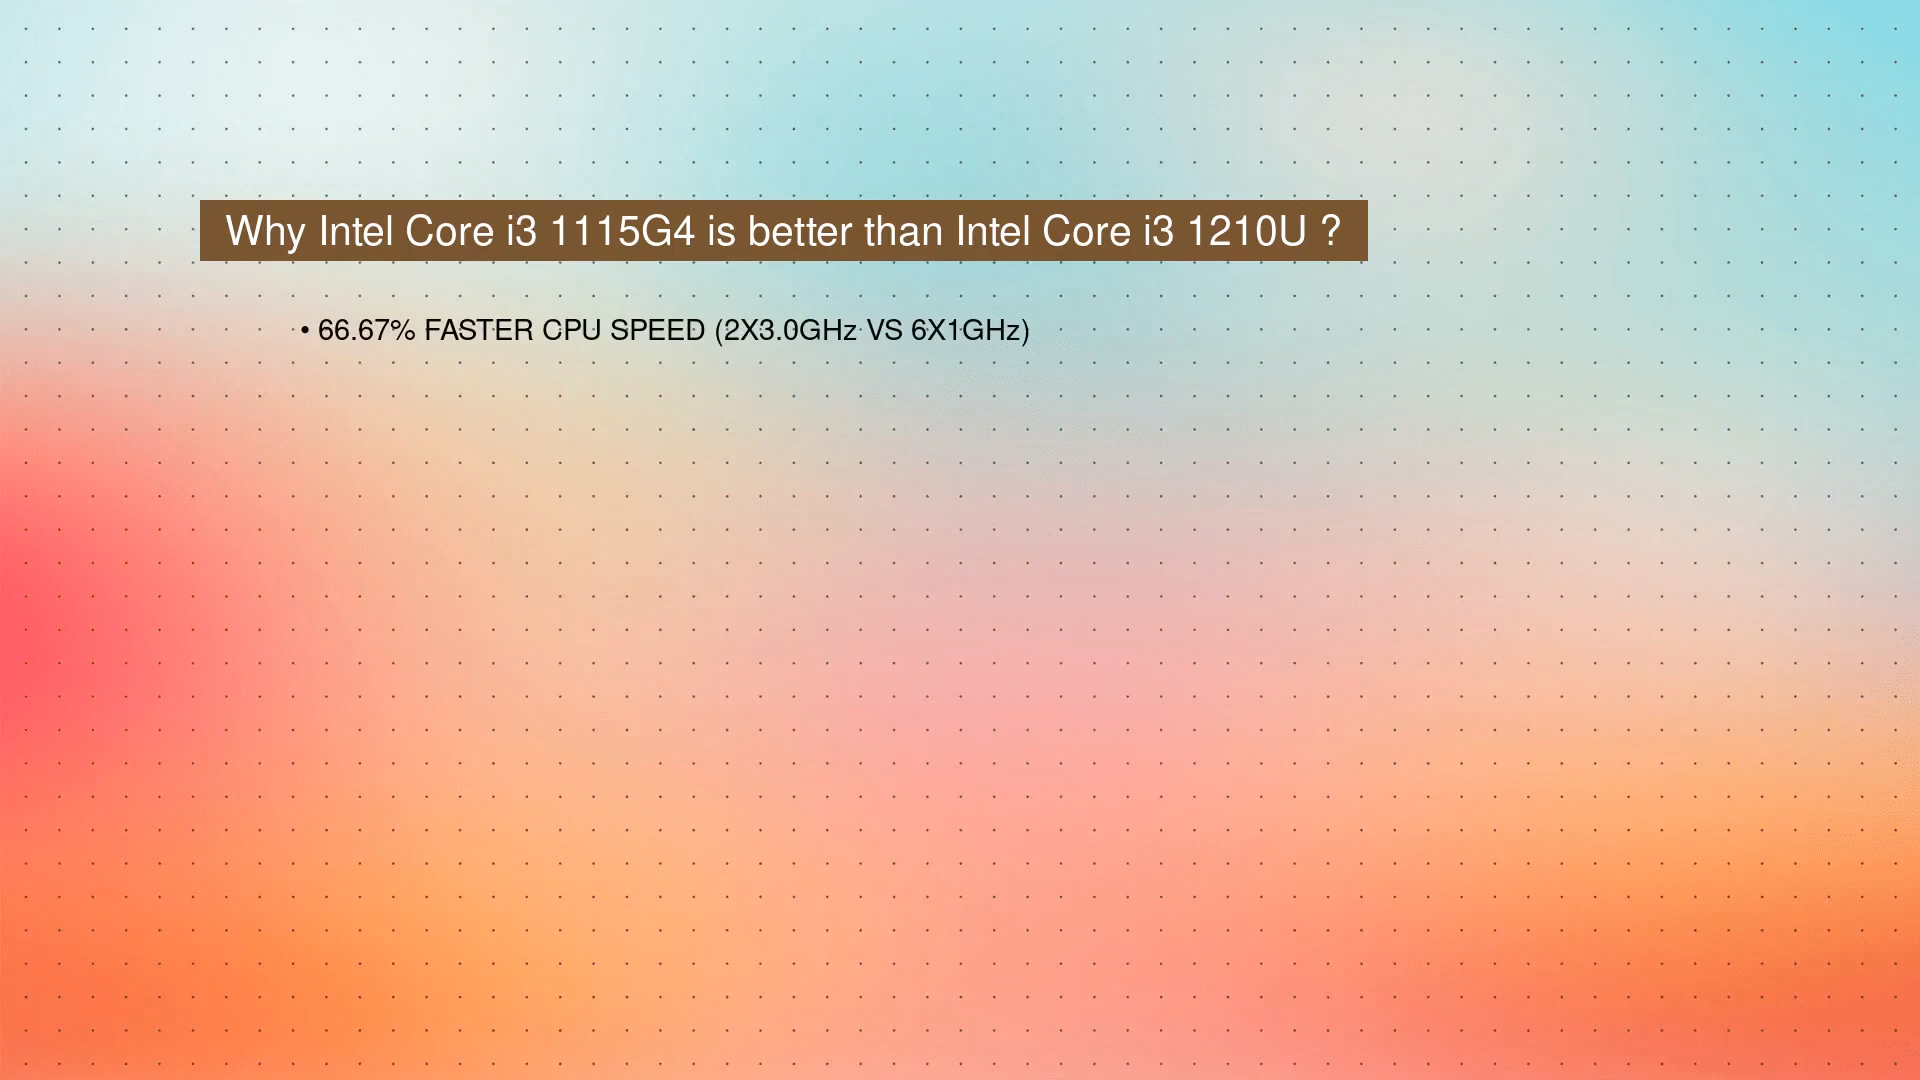 Why Intel Core i3 1115G4 is better than Intel Core i3 1210U ?
• 66.67% FASTER CPU SPEED (2X3.0GHz VS 6X1GHz)